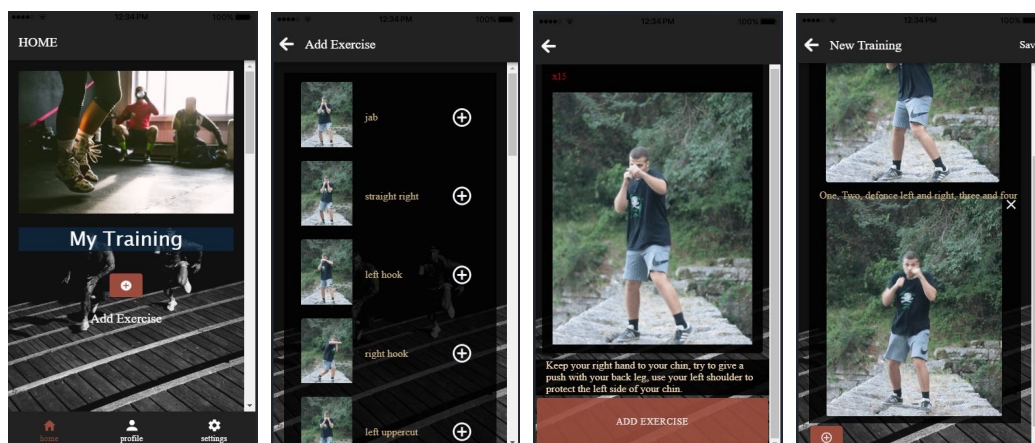 12:34 PM
100%
HOME
My Training
Add Exercise
home
profile
settings
12:34 PM
100%
Add Exercise
jab
straight right
left hook
right hook
left uppercut
12:34 PM
100%
x15
Keep your right hand to your chin, try to give a
push with your back leg, use your left shoulder to
protect the left side of your chin.
ADD EXERCISE
12:34 PM
100%
New Training
Sav
One, Two, defence left and right, three and four